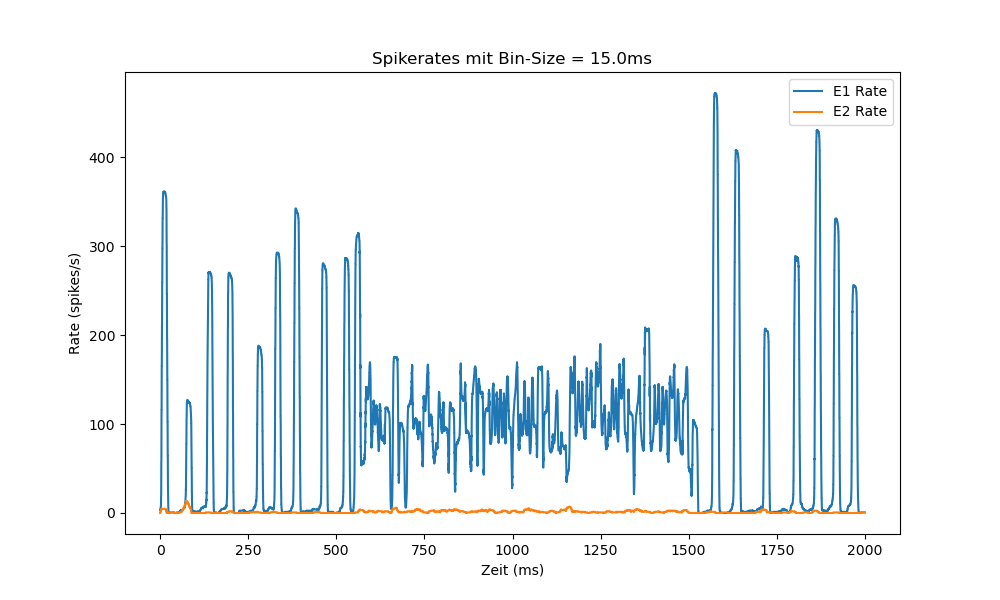 Spikerates mit Bin-Size = 15.0ms
E1 Rate
E2 Rate
400
300
200
100
0
Rate (spikes/s)
0 250 500 750 1000 1250 1500 1750 2000
Zeit (ms)